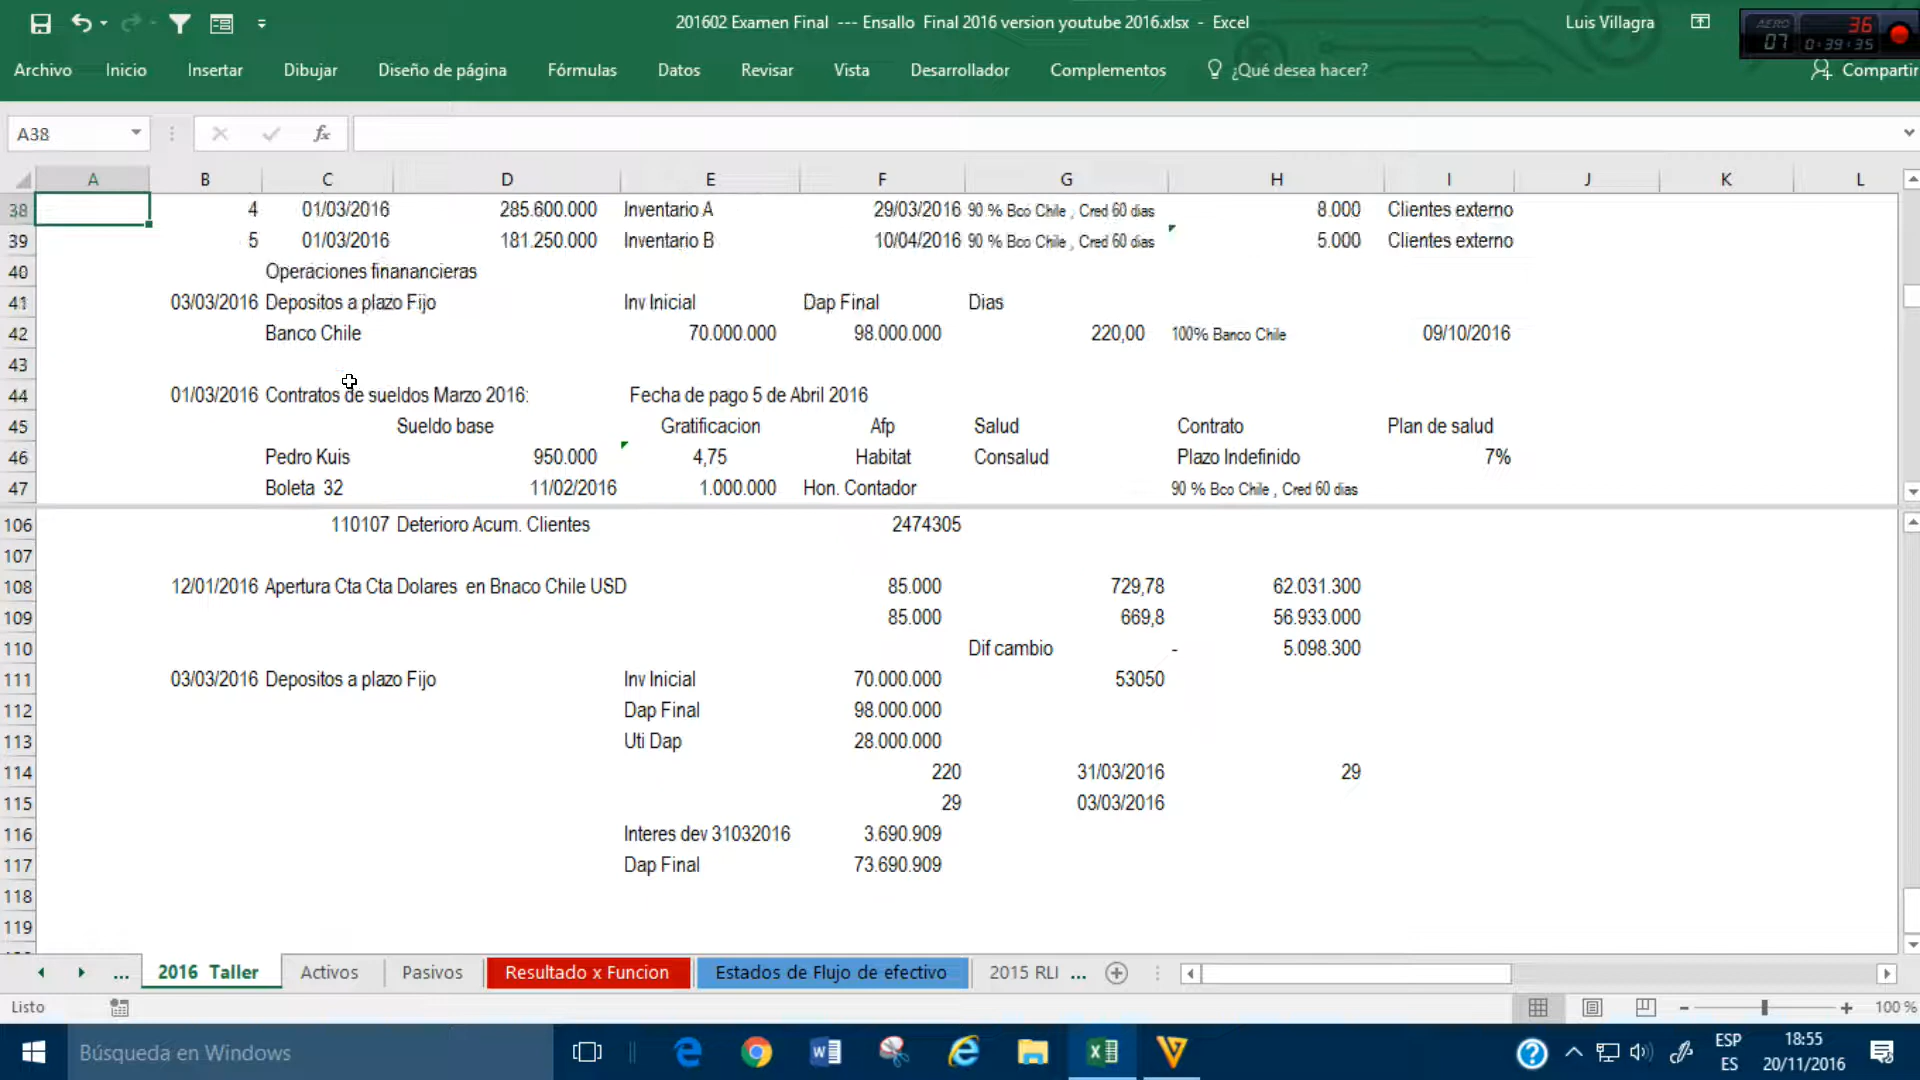 201602 Examen Final --- Ensallo Final 2016 version youtube 2016.xlsx - Excel
Luis Villagra
AERO 07 36 0:39:35
Archivo Inicio Insertar Dibujar Diseño de página Fórmulas Datos Revisar Vista Desarrollador Complementos ¿Qué desea hacer? Compartir
A38 fx
A B C D E F G H I J K L
38 4 01/03/2016 285.600.000 Inventario A 29/03/2016 90 % Bco Chile , Cred 60 dias 8.000 Clientes externo
39 5 01/03/2016 181.250.000 Inventario B 10/04/2016 90 % Bco Chile , Cred 60 dias 5.000 Clientes externo
40 Operaciones finanancieras
41 03/03/2016 Depositos a plazo Fijo Inv Inicial Dap Final Dias
42 Banco Chile 70.000.000 98.000.000 220,00 100% Banco Chile 09/10/2016
43
44 01/03/2016 Contratos de sueldos Marzo 2016: Fecha de pago 5 de Abril 2016
45 Sueldo base Gratificacion Afp Salud Contrato Plan de salud
46 Pedro Kuis 950.000 4,75 Habitat Consalud Plazo Indefinido 7%
47 Boleta 32 11/02/2016 1.000.000 Hon. Contador 90 % Bco Chile , Cred 60 dias
106 110107 Deterioro Acum. Clientes 2474305
107
108 12/01/2016 Apertura Cta Cta Dolares en Bnaco Chile USD 85.000 729,78 62.031.300
109 85.000 669,8 56.933.000
110 Dif cambio - 5.098.300
111 03/03/2016 Depositos a plazo Fijo Inv Inicial 70.000.000 53050
112 Dap Final 98.000.000
113 Uti Dap 28.000.000
114 220 31/03/2016 29
115 29 03/03/2016
116 Interes dev 31032016 3.690.909
117 Dap Final 73.690.909
118
119
... 2016 Taller Activos Pasivos Resultado x Funcion Estados de Flujo de efectivo 2015 RLI ...
Listo 100 %
Búsqueda en Windows ESP 18:55
ES 20/11/2016